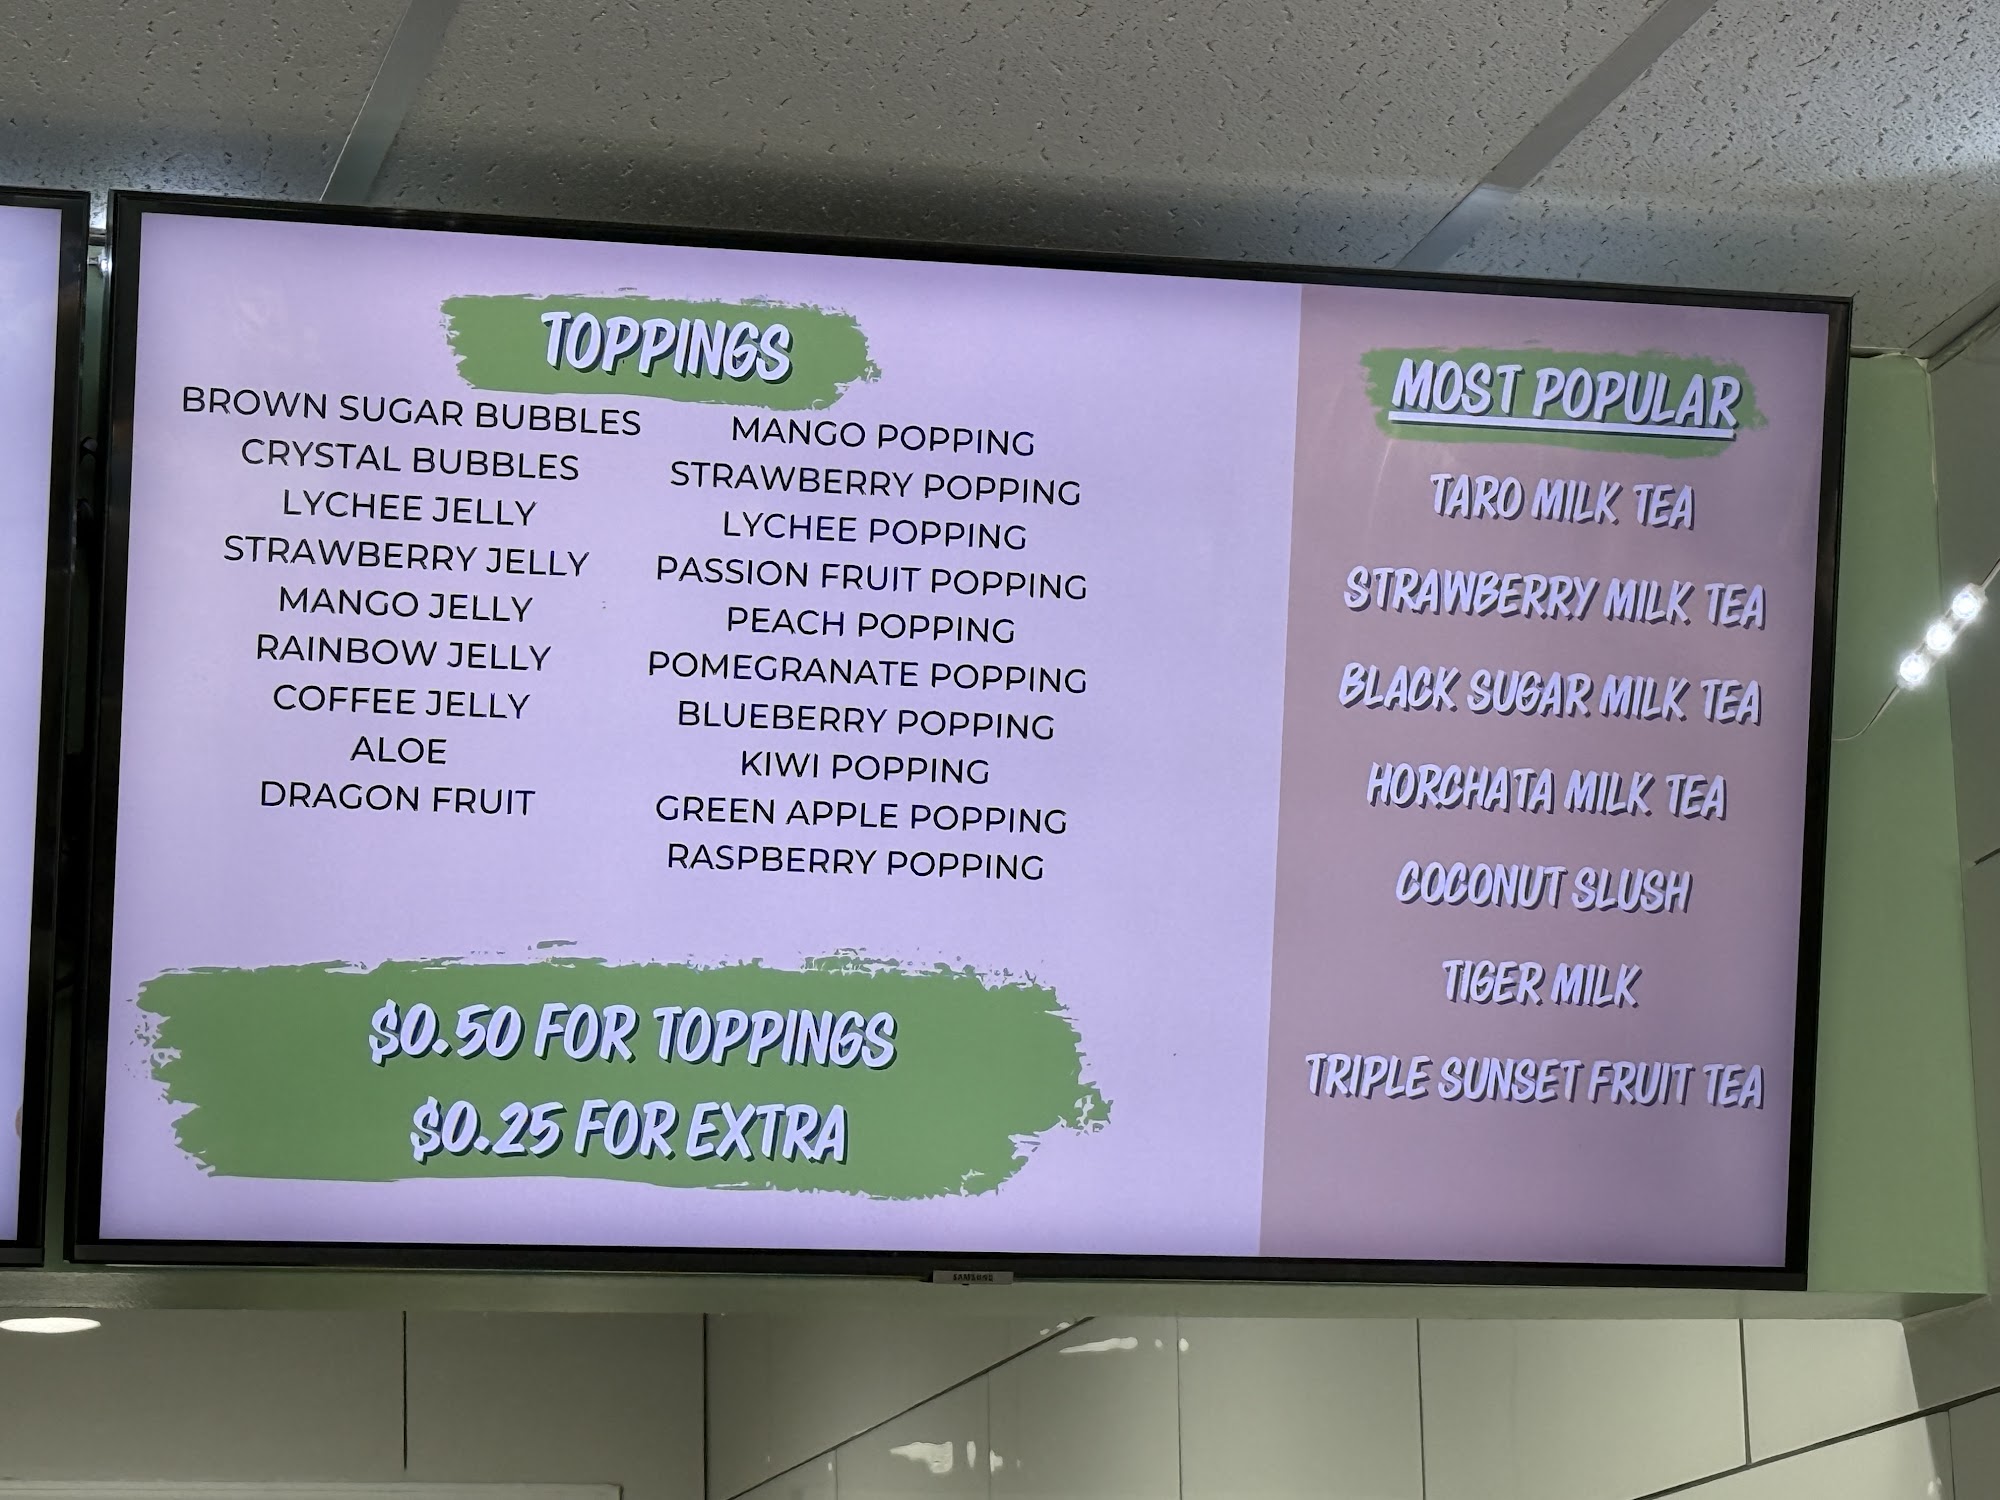 TOPPINGS
BROWN SUGAR BUBBLES
CRYSTAL BUBBLES
LYCHEE JELLY
STRAWBERRY JELLY
MANGO JELLY
RAINBOW JELLY
COFFEE JELLY
ALOE
DRAGON FRUIT
MANGO POPPING
STRAWBERRY POPPING
LYCHEE POPPING
PASSION FRUIT POPPING
PEACH POPPING
POMEGRANATE POPPING
BLUEBERRY POPPING
KIWI POPPING
GREEN APPLE POPPING
RASPBERRY POPPING
$0.50 FOR TOPPINGS
$0.25 FOR EXTRA
MOST POPULAR
TARO MILK TEA
STRAWBERRY MILK TEA
BLACK SUGAR MILK TEA
HORCHATA MILK TEA
COCONUT SLUSH
TIGER MILK
TRIPLE SUNSET FRUIT TEA
SAMSUNG